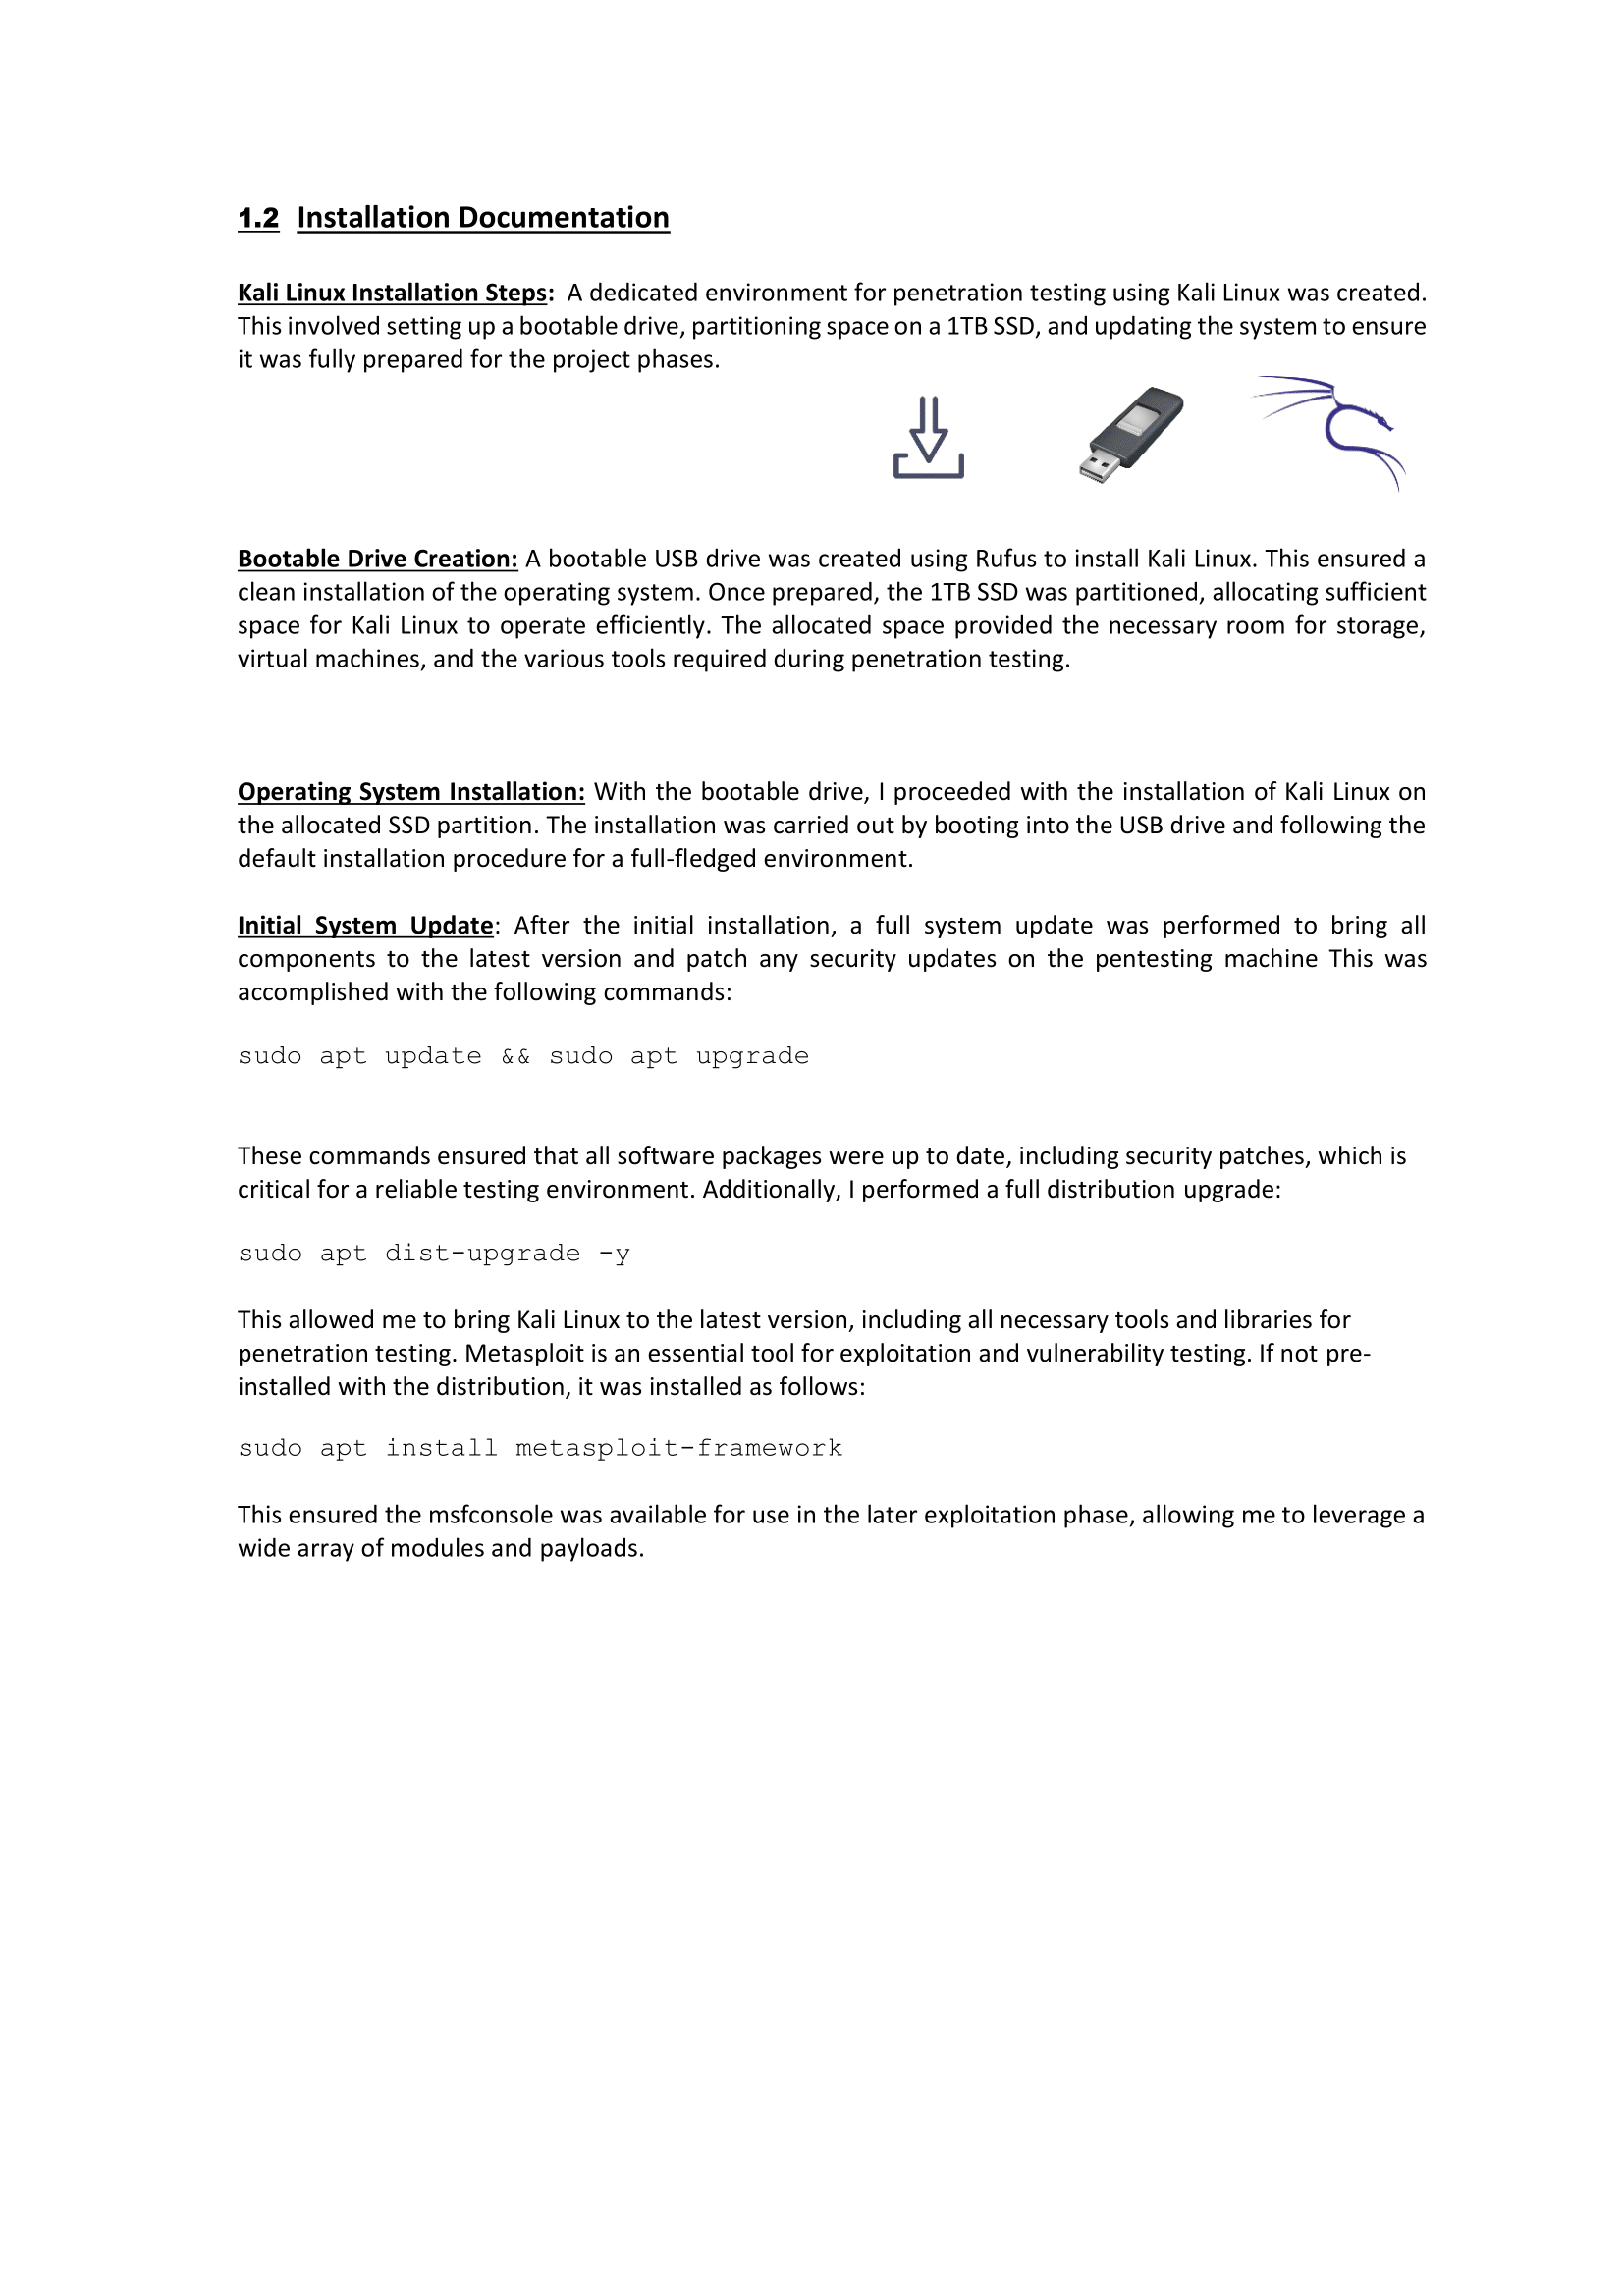 1.2 Installation Documentation
Kali Linux Installation Steps: A dedicated environment for penetration testing using Kali Linux was created.
This involved setting up a bootable drive, partitioning space on a 1TB SSD, and updating the system to ensure
it was fully prepared for the project phases.
Bootable Drive Creation: A bootable USB drive was created using Rufus to install Kali Linux. This ensured a
clean installation of the operating system. Once prepared, the 1TB SSD was partitioned, allocating sufficient
space for Kali Linux to operate efficiently. The allocated space provided the necessary room for storage,
virtual machines, and the various tools required during penetration testing.
Operating System Installation: With the bootable drive, I proceeded with the installation of Kali Linux on
the allocated SSD partition. The installation was carried out by booting into the USB drive and following the
default installation procedure for a full-fledged environment.
Initial System Update: After the initial installation, a full system update was performed to bring all
components to the latest version and patch any security updates on the pentesting machine This was
accomplished with the following commands:
sudo apt update && sudo apt upgrade
These commands ensured that all software packages were up to date, including security patches, which is
critical for a reliable testing environment. Additionally, I performed a full distribution upgrade:
sudo apt dist-upgrade -y
This allowed me to bring Kali Linux to the latest version, including all necessary tools and libraries for
penetration testing. Metasploit is an essential tool for exploitation and vulnerability testing. If not pre-
installed with the distribution, it was installed as follows:
sudo apt install metasploit-framework
This ensured the msfconsole was available for use in the later exploitation phase, allowing me to leverage a
wide array of modules and payloads.